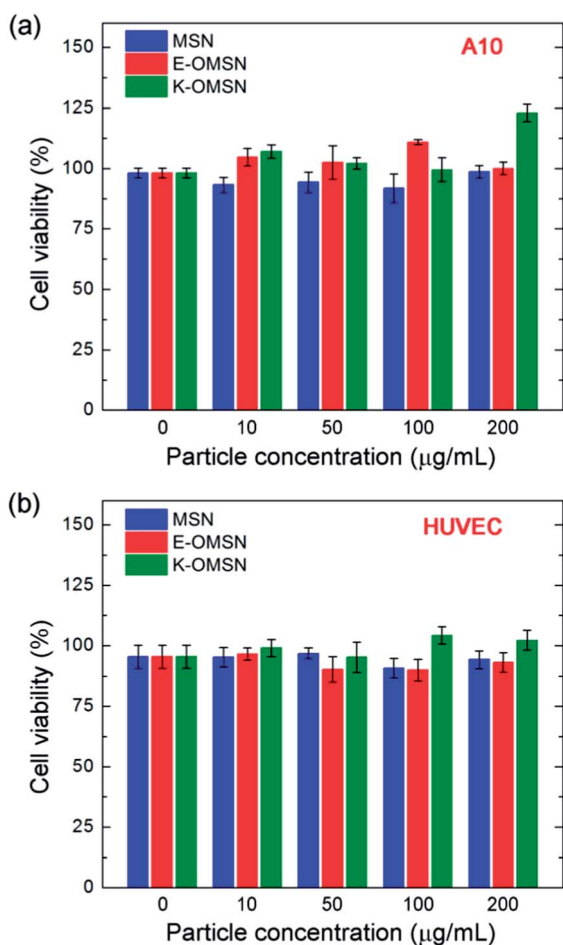 (a)
A10
MSN
E-OMSN
K-OMSN
150
125
100
75
50
25
0
Cell viability (%)
0 10 50 100 200
Particle concentration (μg/mL)
(b)
HUVEC
MSN
E-OMSN
K-OMSN
150
125
100
75
50
25
0
Cell viability (%)
0 10 50 100 200
Particle concentration (μg/mL)